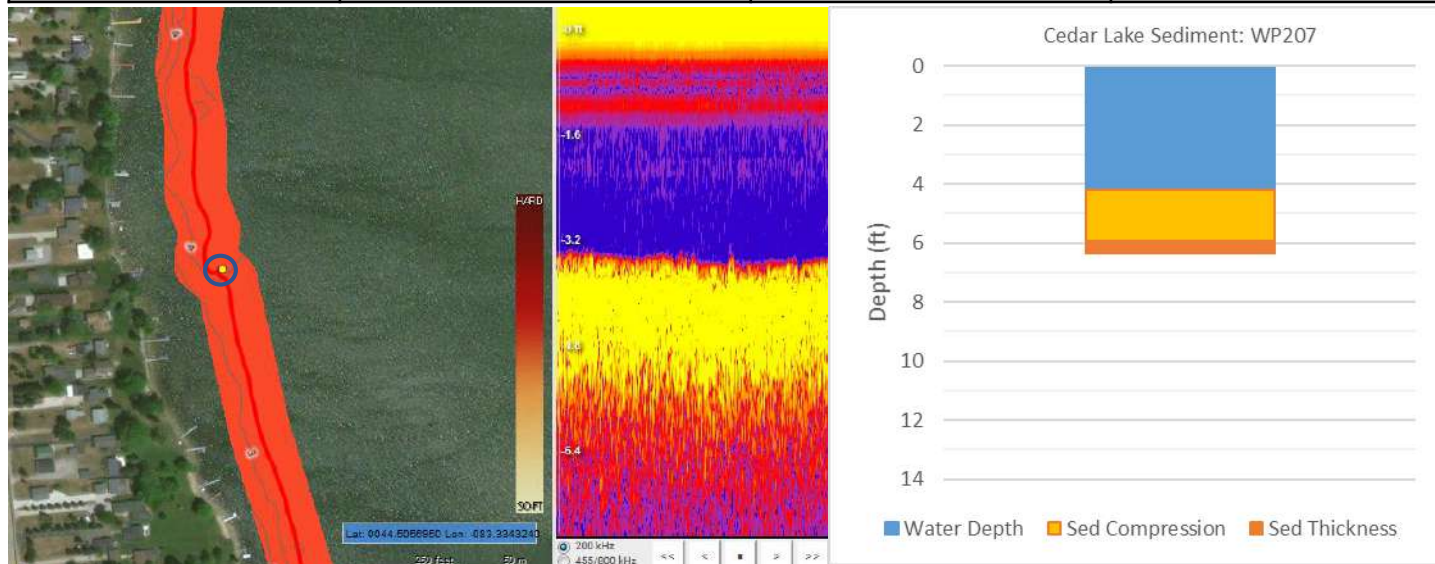 HARD
SOFT
Lat: 0044.5056950 Lon: -083.3343240
250 feet 50 m
-1.6
-3.2
-6.4
200 kHz
455/800 kHz
<< < ■ > >>
Cedar Lake Sediment: WP207
Depth (ft)
0
2
4
6
8
10
12
14
Water Depth Sed Compression Sed Thickness